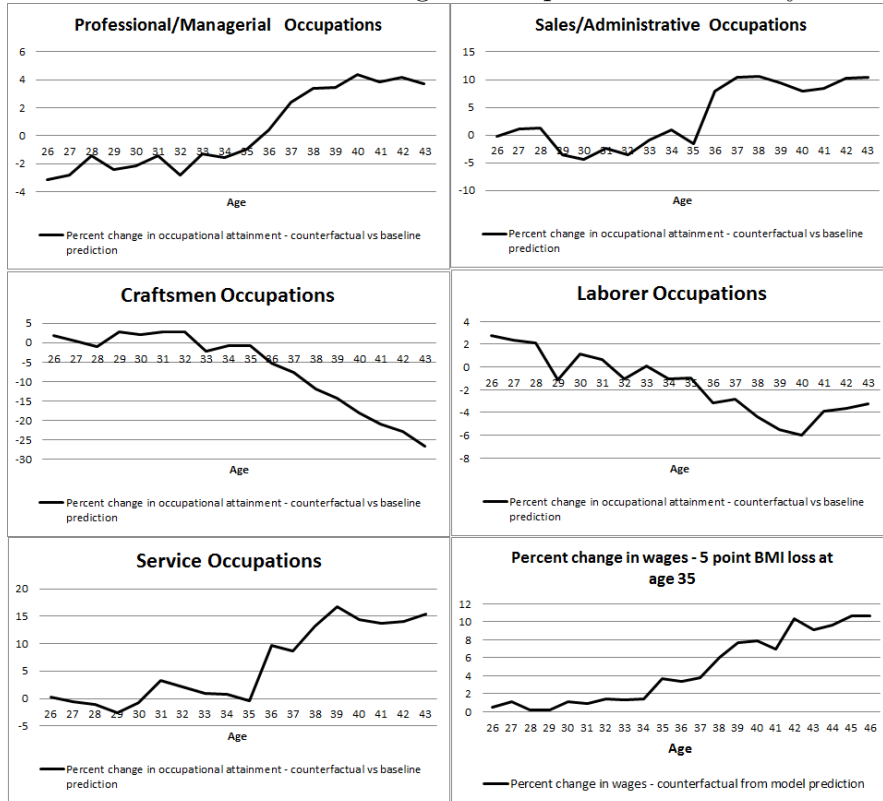 Professional/Managerial Occupations
6
4
2
0
-2
-4
26 27 28 29 30 31 32 33 34 35 36 37 38 39 40 41 42 43
Age
Percent change in occupational attainment - counterfactual vs baseline
prediction
Sales/Administrative Occupations
15
10
5
0
-5
-10
26 27 28 29 30 31 32 33 34 35 36 37 38 39 40 41 42 43
Age
Percent change in occupational attainment - counterfactual vs baseline
prediction
Craftsmen Occupations
5
0
-5
-10
-15
-20
-25
-30
26 27 28 29 30 31 32 33 34 35 36 37 38 39 40 41 42 43
Age
Percent change in occupational attainment - counterfactual vs baseline
prediction
Laborer Occupations
4
2
0
-2
-4
-6
-8
26 27 28 29 30 31 32 33 34 35 36 37 38 39 40 41 42 43
Age
Percent change in occupational attainment - counterfactual vs baseline
prediction
Service Occupations
20
15
10
5
0
-5
26 27 28 29 30 31 32 33 34 35 36 37 38 39 40 41 42 43
Age
Percent change in occupational attainment - counterfactual vs baseline
prediction
Percent change in wages - 5 point BMI loss at
age 35
12
10
8
6
4
2
0
26 27 28 29 30 31 32 33 34 35 36 37 38 39 40 41 42 43 44 45 46
Age
Percent change in wages - counterfactual from model prediction